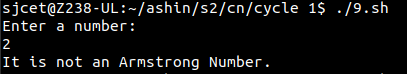 sjcet@Z238-UL:~/ashin/s2/cn/cycle 1$ ./9.sh
Enter a number:
2
It is not an Armstrong Number.